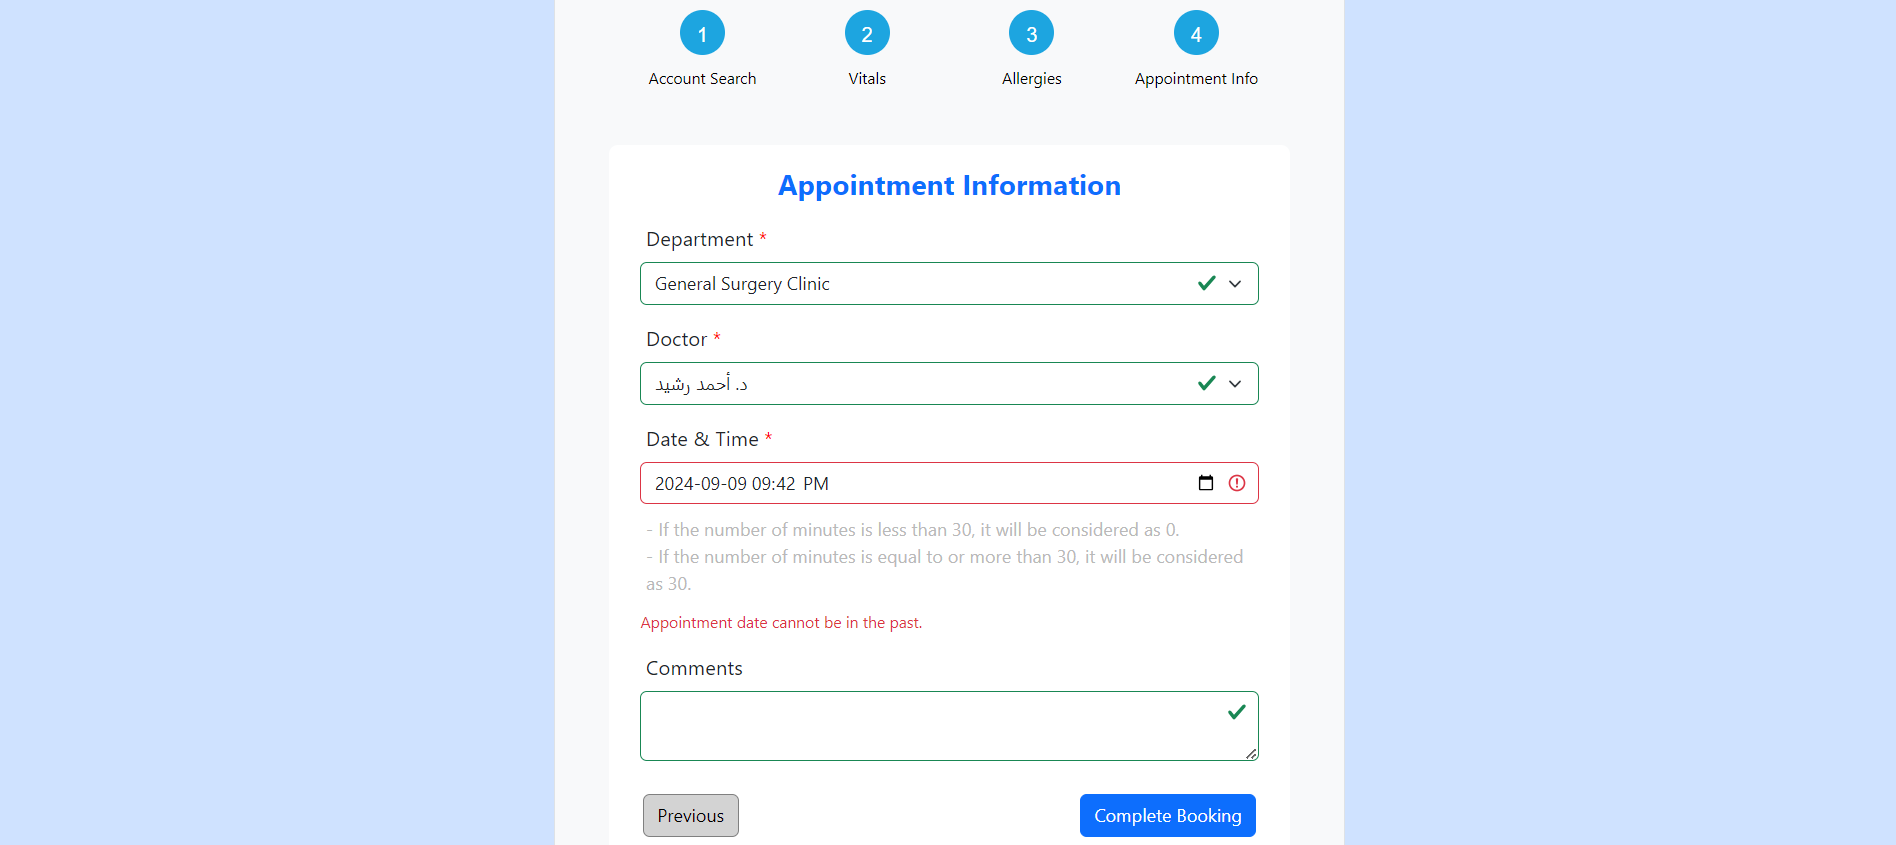 1 2 3 4
Account Search Vitals Allergies Appointment Info
Appointment Information
Department *
General Surgery Clinic
Doctor *
د. أحمد رشيد
Date & Time *
2024-09-09 09:42 PM
- If the number of minutes is less than 30, it will be considered as 0.
- If the number of minutes is equal to or more than 30, it will be considered
as 30.
Appointment date cannot be in the past.
Comments
Previous Complete Booking